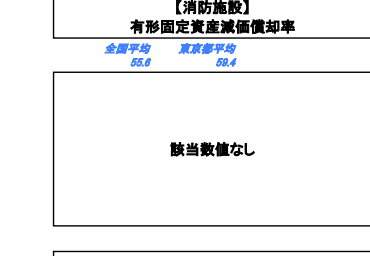 【消防施設】
有形固定資産減価償却率
全国平均 東京都平均
55.6 59.4
該当数値なし